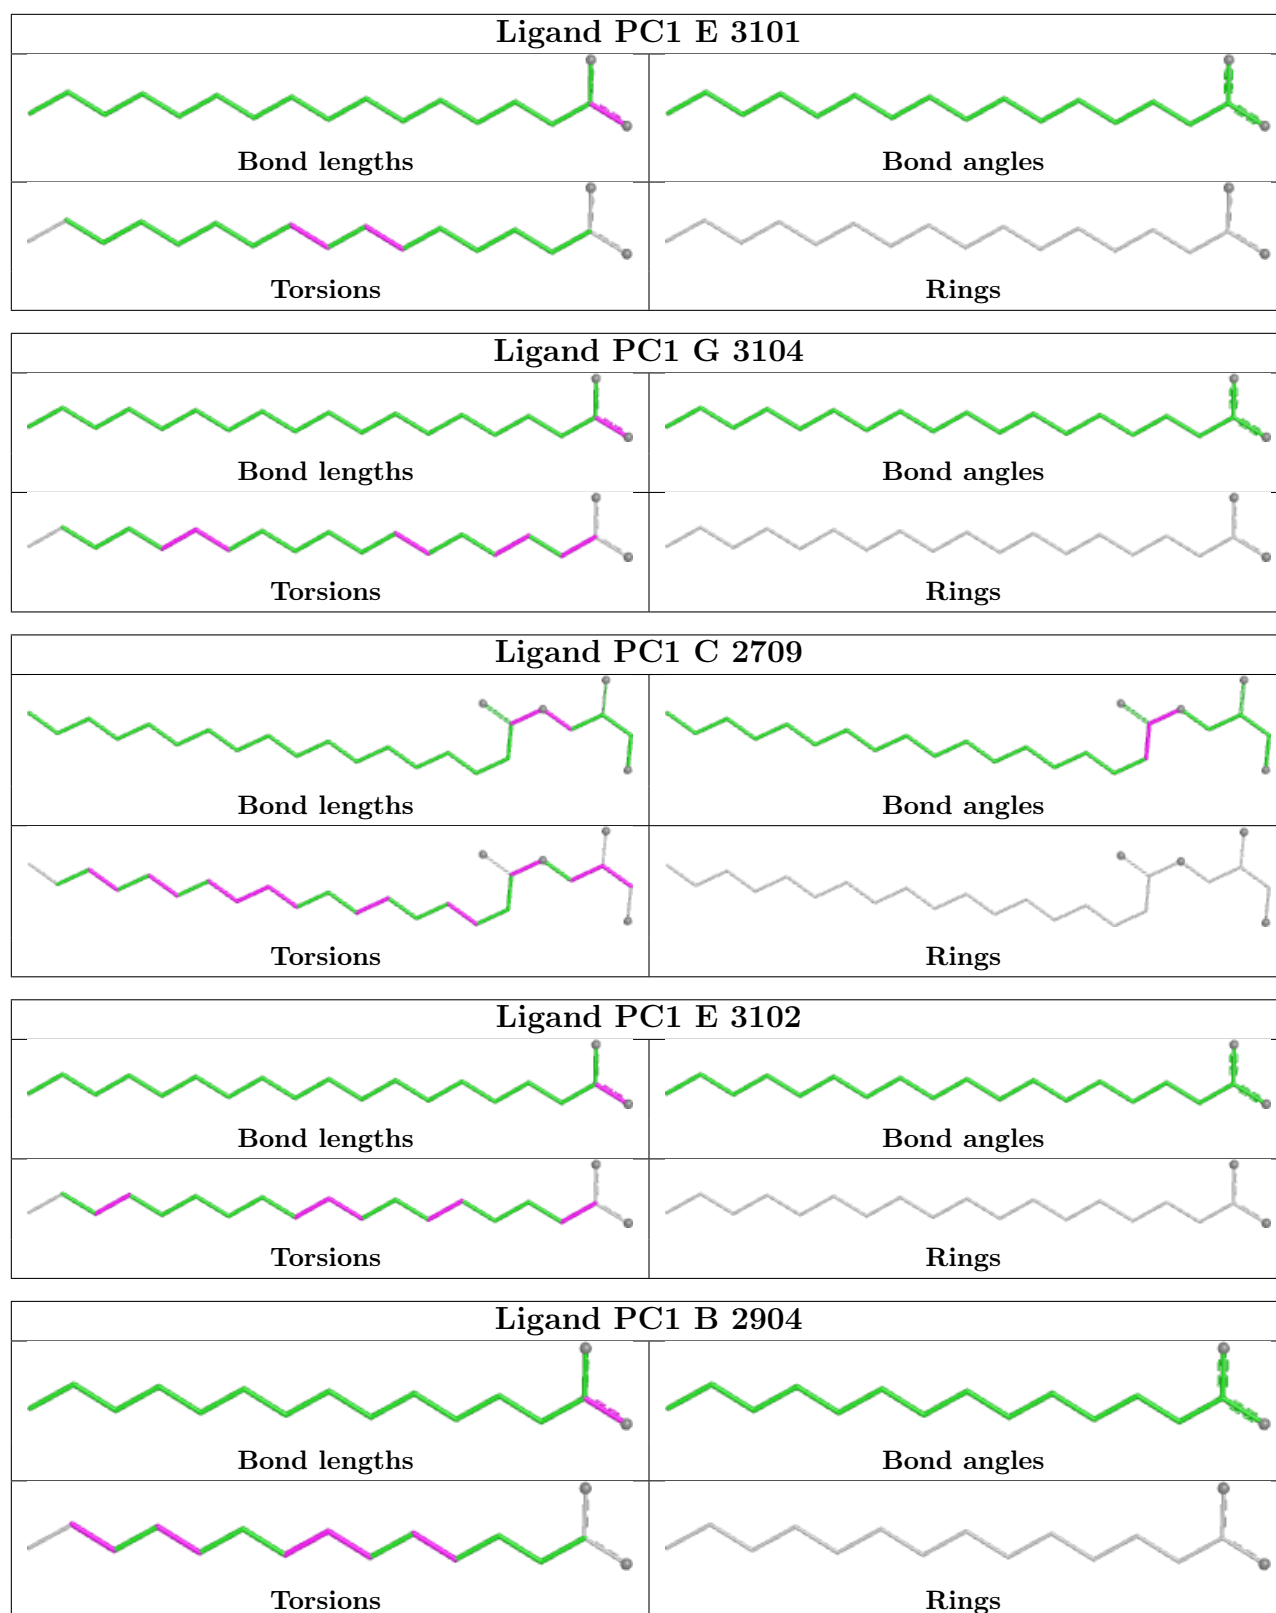 Ligand PC1 E 3101
Bond lengths
Bond angles
Torsions
Rings
Ligand PC1 G 3104
Bond lengths
Bond angles
Torsions
Rings
Ligand PC1 C 2709
Bond lengths
Bond angles
Torsions
Rings
Ligand PC1 E 3102
Bond lengths
Bond angles
Torsions
Rings
Ligand PC1 B 2904
Bond lengths
Bond angles
Torsions
Rings